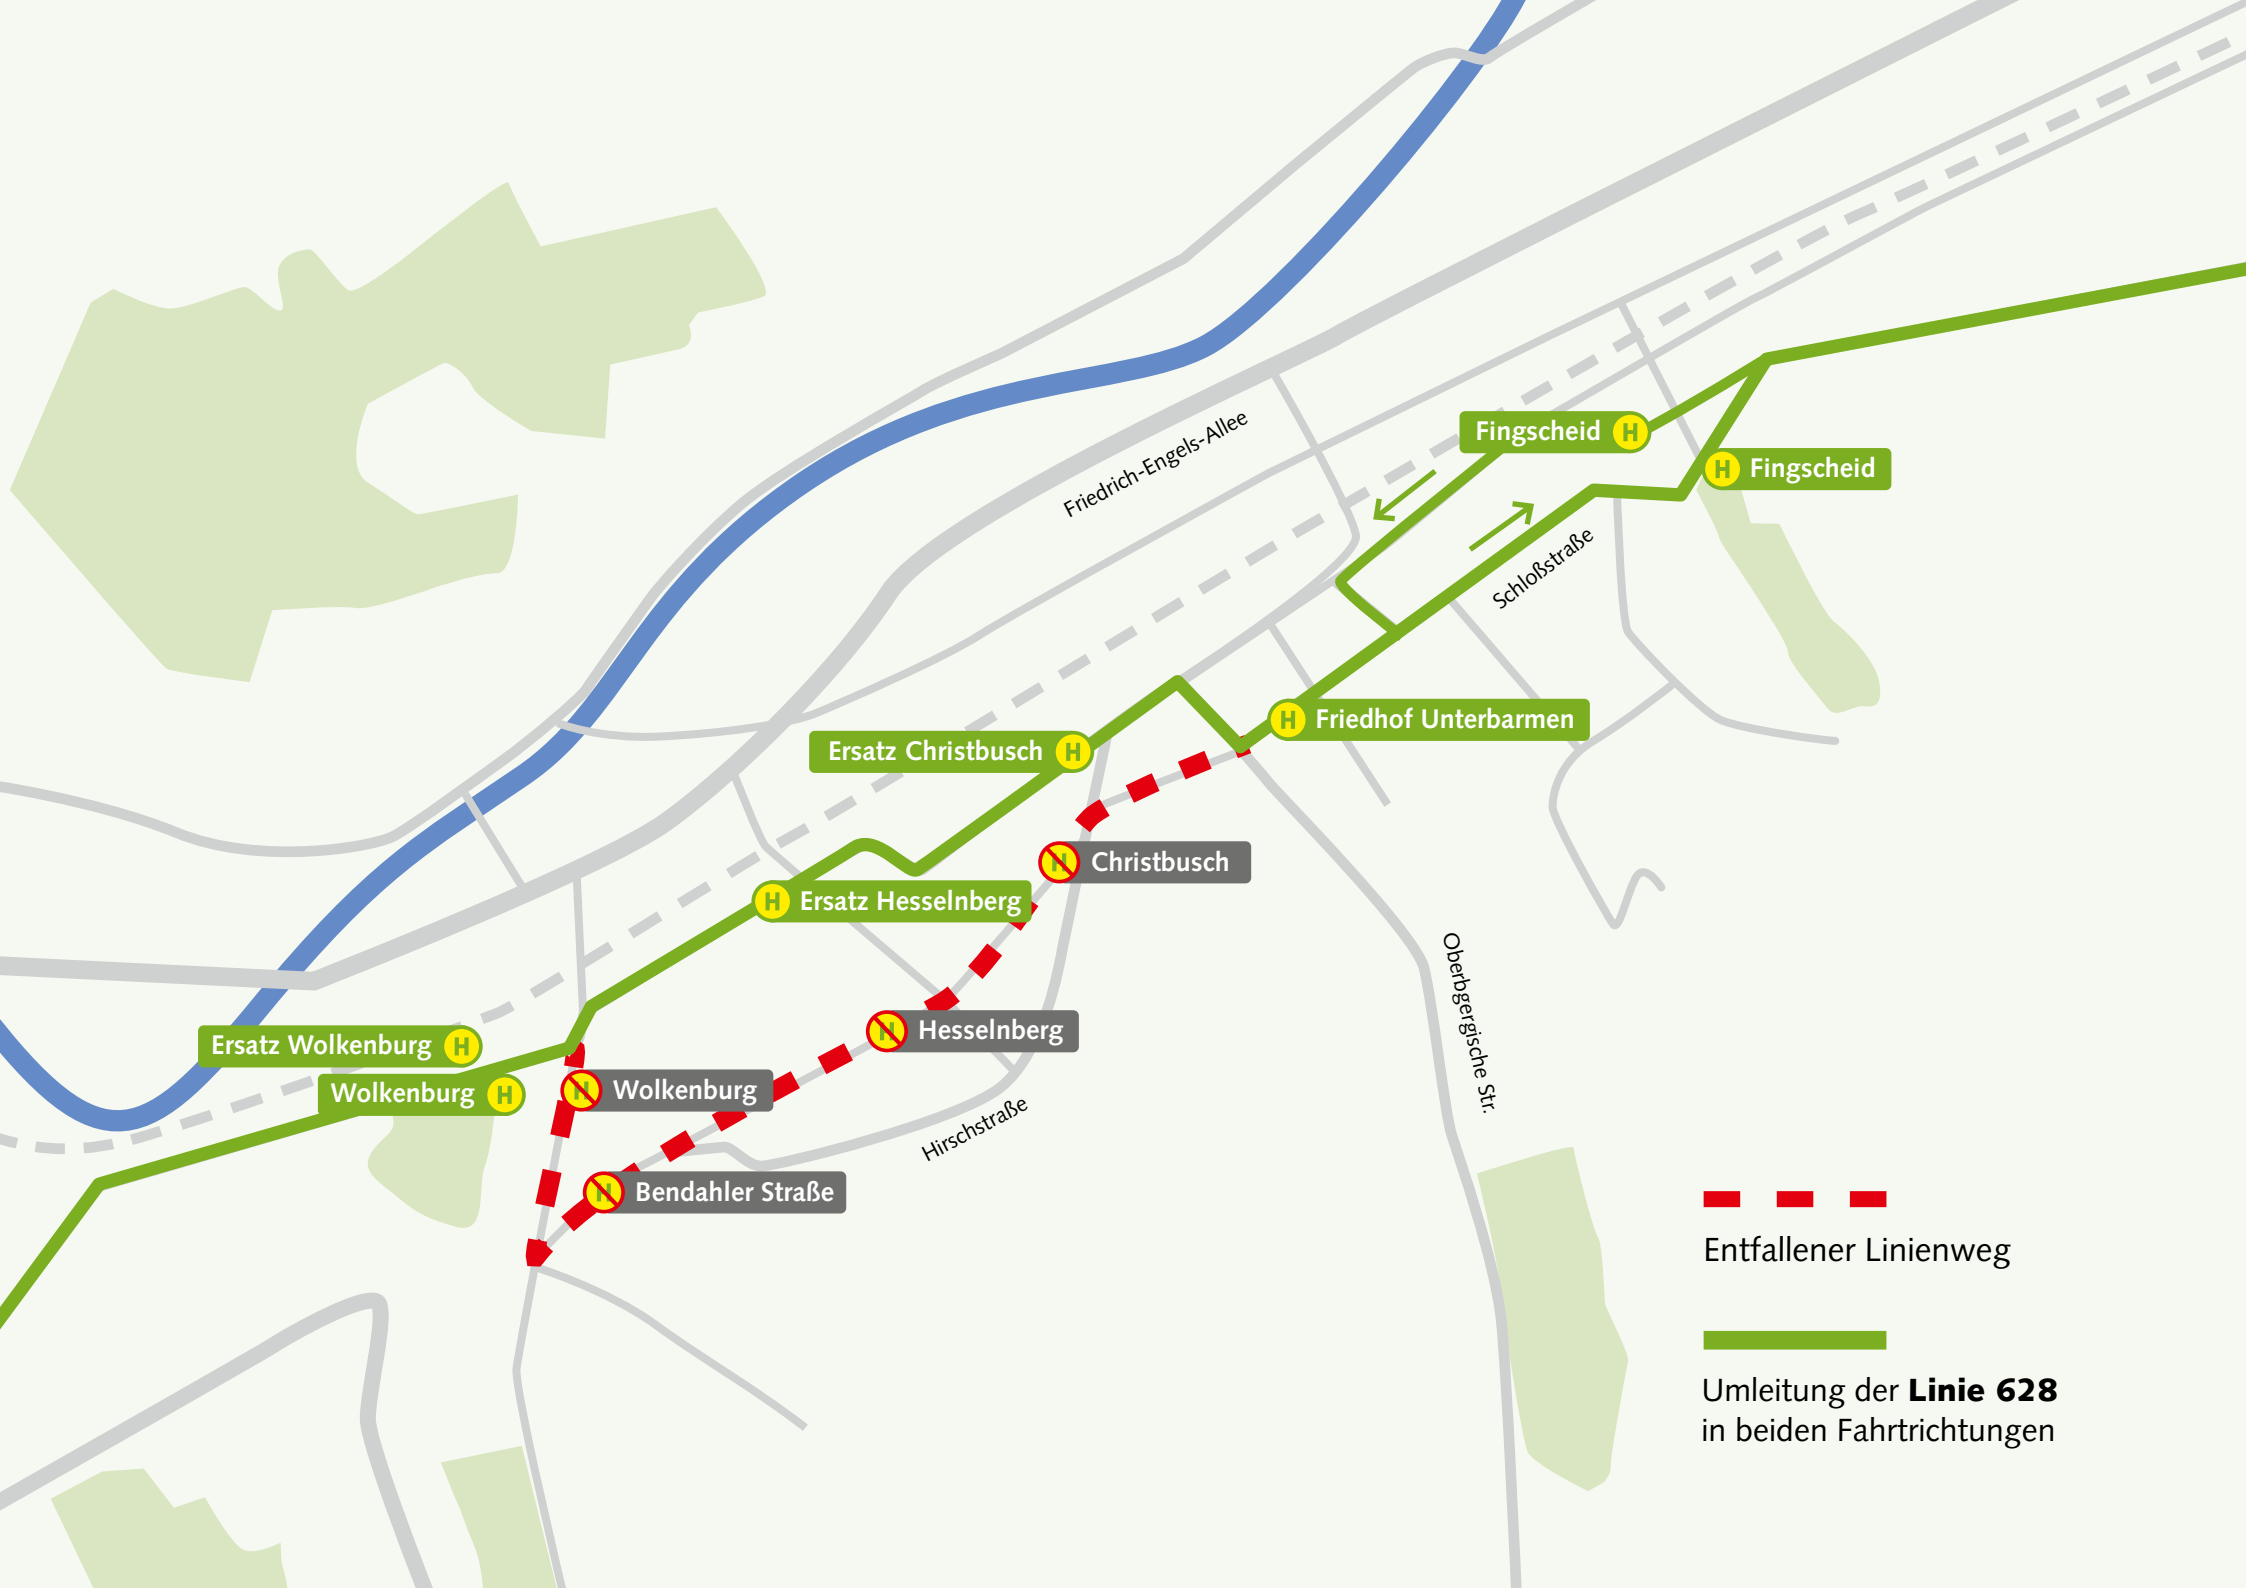 Friedrich-Engels-Allee
Fingscheid H
H Fingscheid
Schloßstraße
H Friedhof Unterbarmen
Ersatz Christbusch H
H Christbusch
H Ersatz Hesselnberg
Oberbgergische Str.
H Hesselnberg
Ersatz Wolkenburg H
Wolkenburg H
H Wolkenburg
Hirschstraße
H Bendahler Straße
Entfallener Linienweg
Umleitung der Linie 628
in beiden Fahrtrichtungen